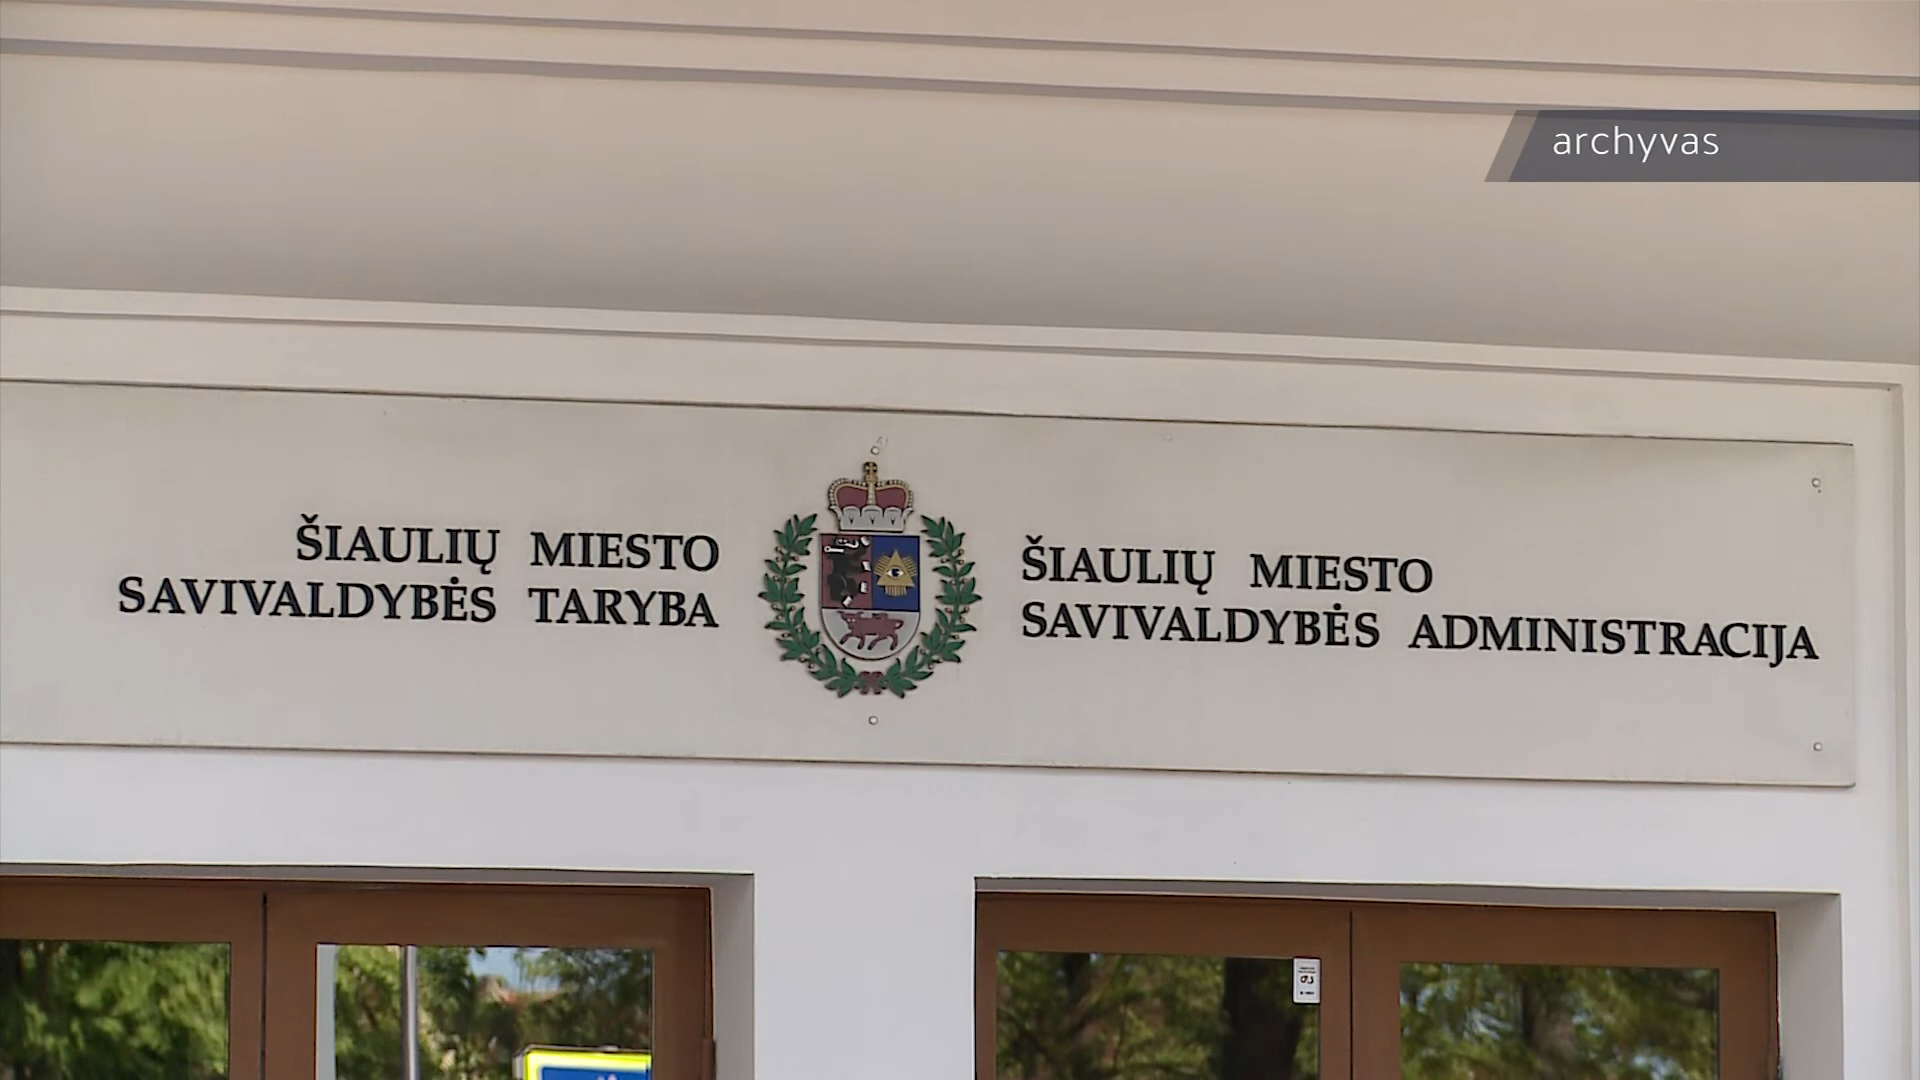 archyvas
ŠIAULIŲ MIESTO
SAVIVALDYBĖS TARYBA
ŠIAULIŲ MIESTO
SAVIVALDYBĖS ADMINISTRACIJA